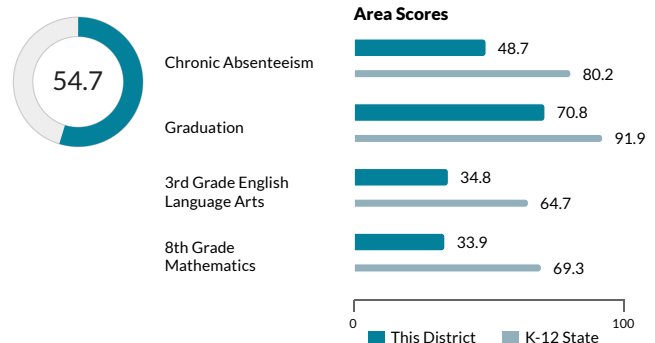 Area Scores
54.7
Chronic Absenteeism
48.7
80.2
Graduation
70.8
91.9
3rd Grade English
Language Arts
34.8
64.7
8th Grade
Mathematics
33.9
69.3
0
100
This District
K-12 State